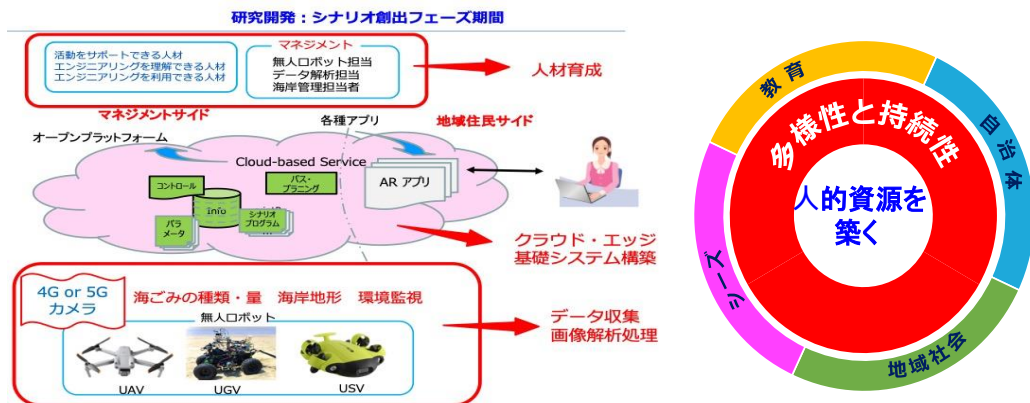 研究開発：シナリオ創出フェーズ期間
活動をサポートできる人材
エンジニアリングを理解できる人材
エンジニアリングを利用できる人材
マネジメント
無人ロボット担当
データ解析担当
海岸管理担当者
人材育成
マネジメントサイド
オープンプラットフォーム
各種アプリ
地域住民サイド
Cloud-based Service
コントロール
パス・
プラニング
AR アプリ
Info
パラ
メータ
シナリオ
プログラム
クラウド・エッジ
基礎システム構築
4G or 5G
カメラ
海ごみの種類・量 海岸地形 環境監視
無人ロボット
UAV
UGV
USV
データ収集
画像解析処理
教育
自治体
地域社会
シーズ
多様性と持続性
人的資源を
築く